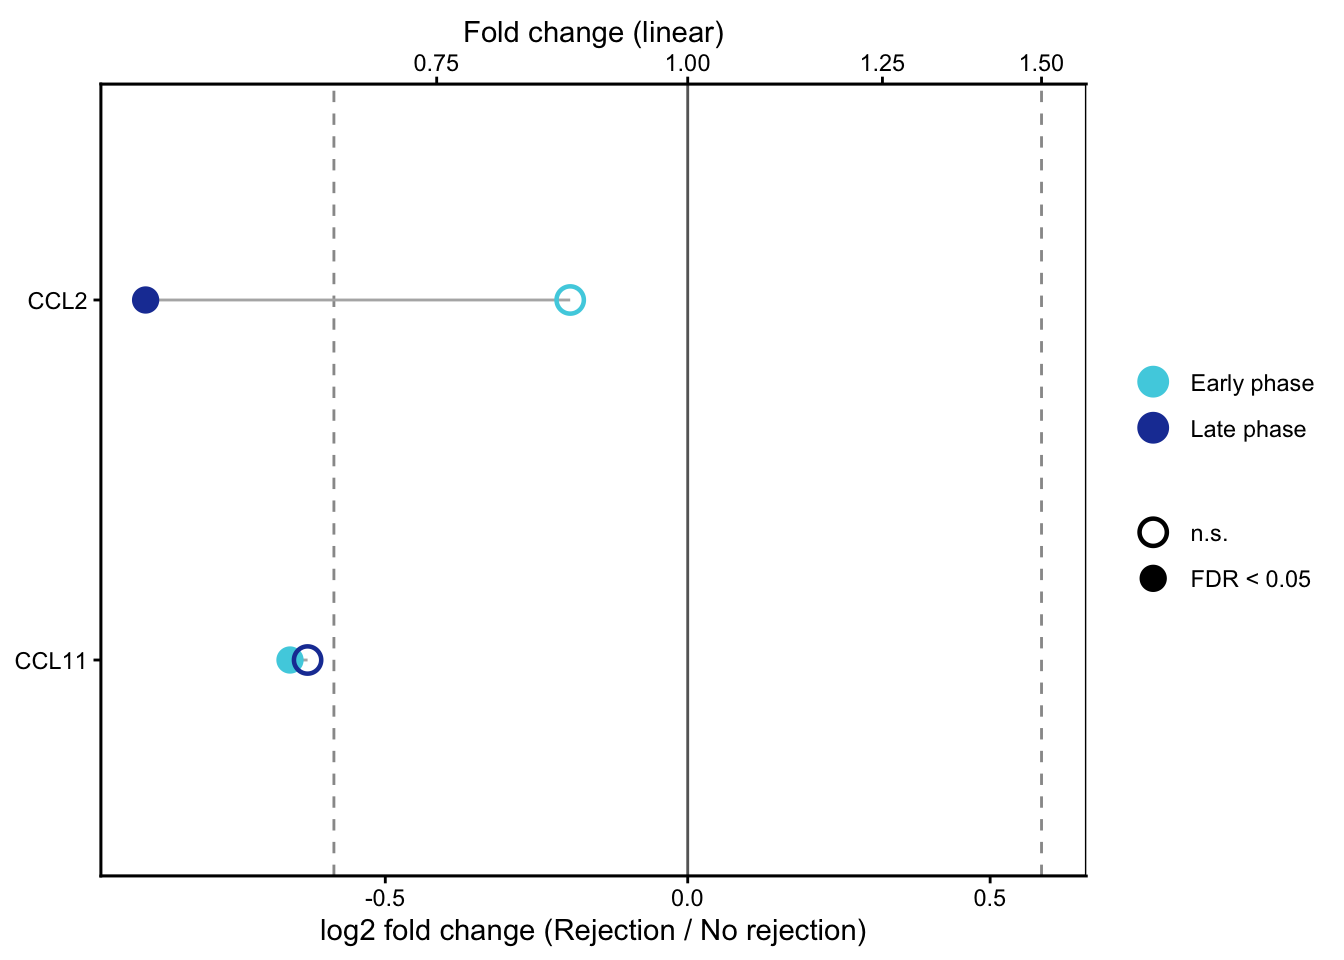 Fold change (linear)
0.75 1.00 1.25 1.50
CCL2
CCL11
-0.5 0.0 0.5
log2 fold change (Rejection / No rejection)
Early phase
Late phase
n.s.
FDR < 0.05